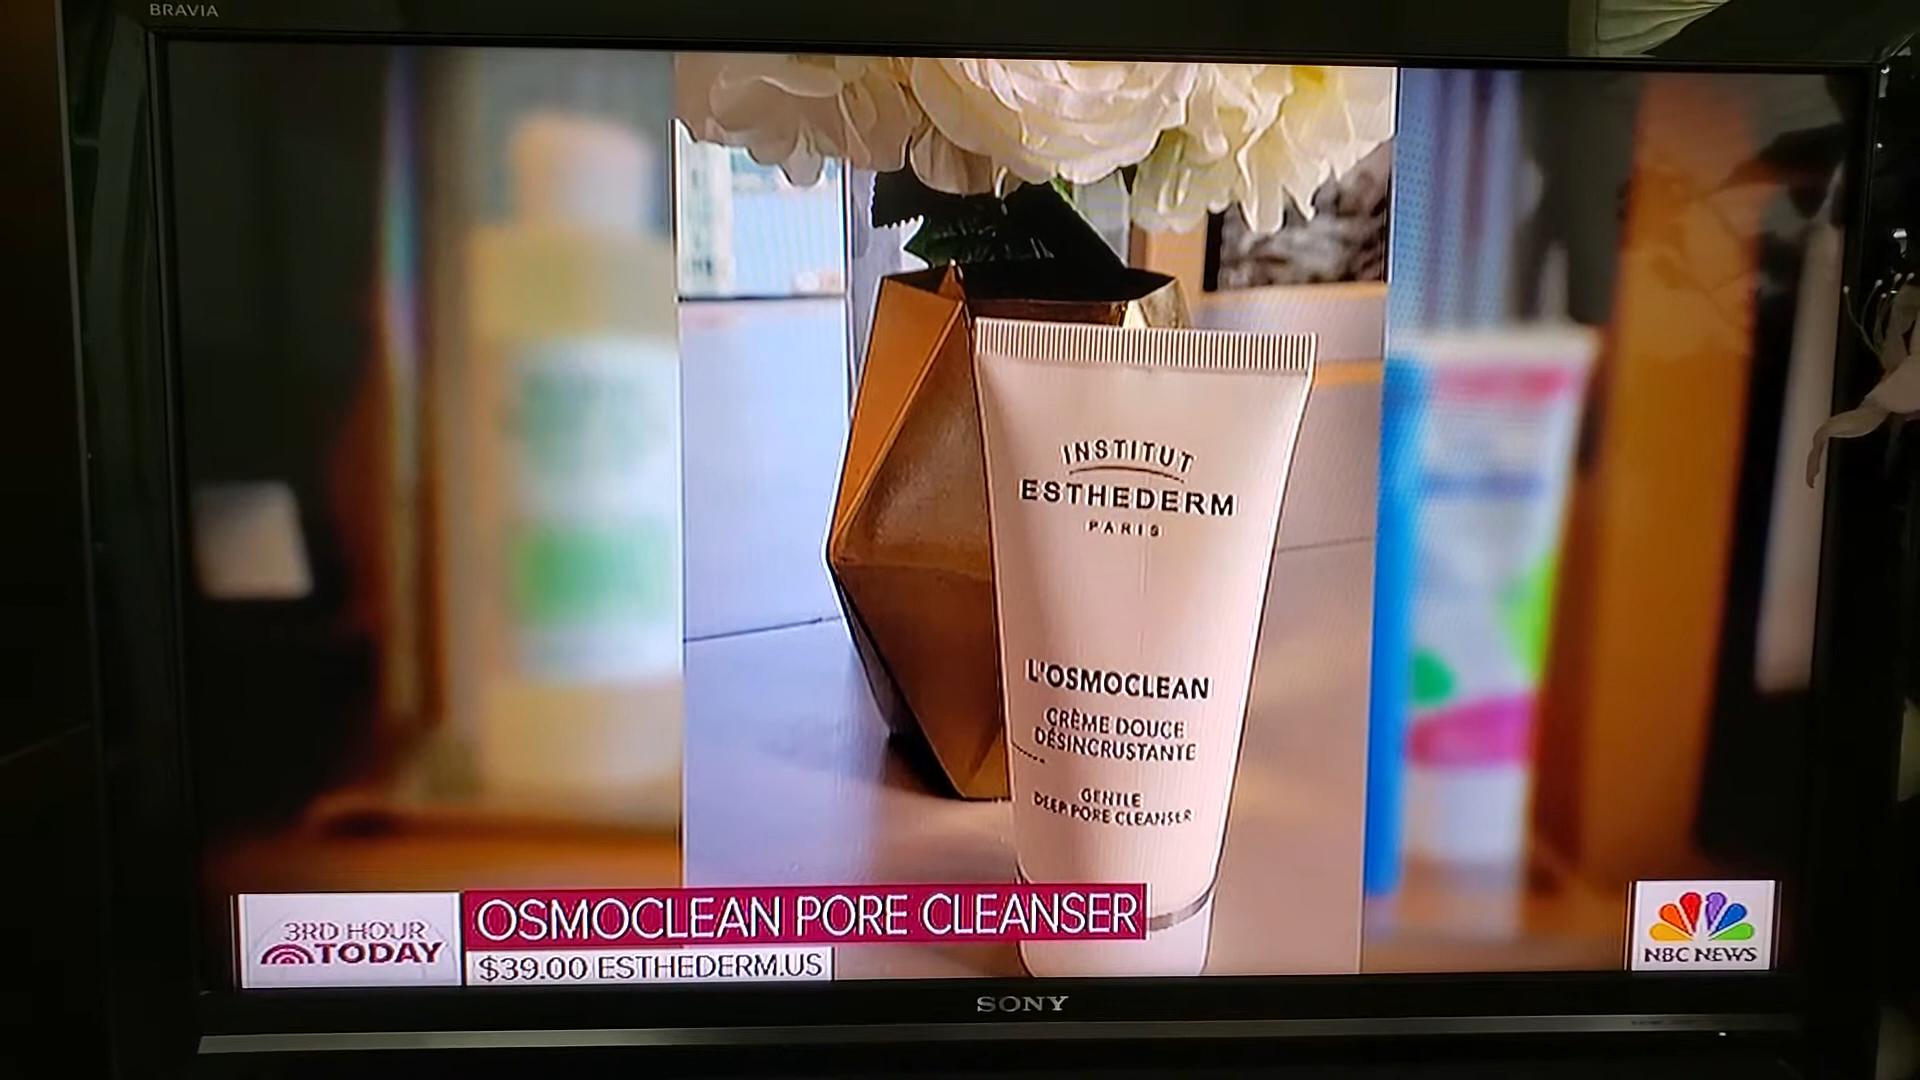 BRAVIA
INSTITUT
ESTHEDERM
PARIS
L'OSMOCLEAN
CRÈME DOUCE
DÉSINCRUSTANTE
GENTLE
DEEP PORE CLEANSER
3RD HOUR
TODAY
OSMOCLEAN PORE CLEANSER
$39.00 ESTHEDERM.US
NBC NEWS
SONY